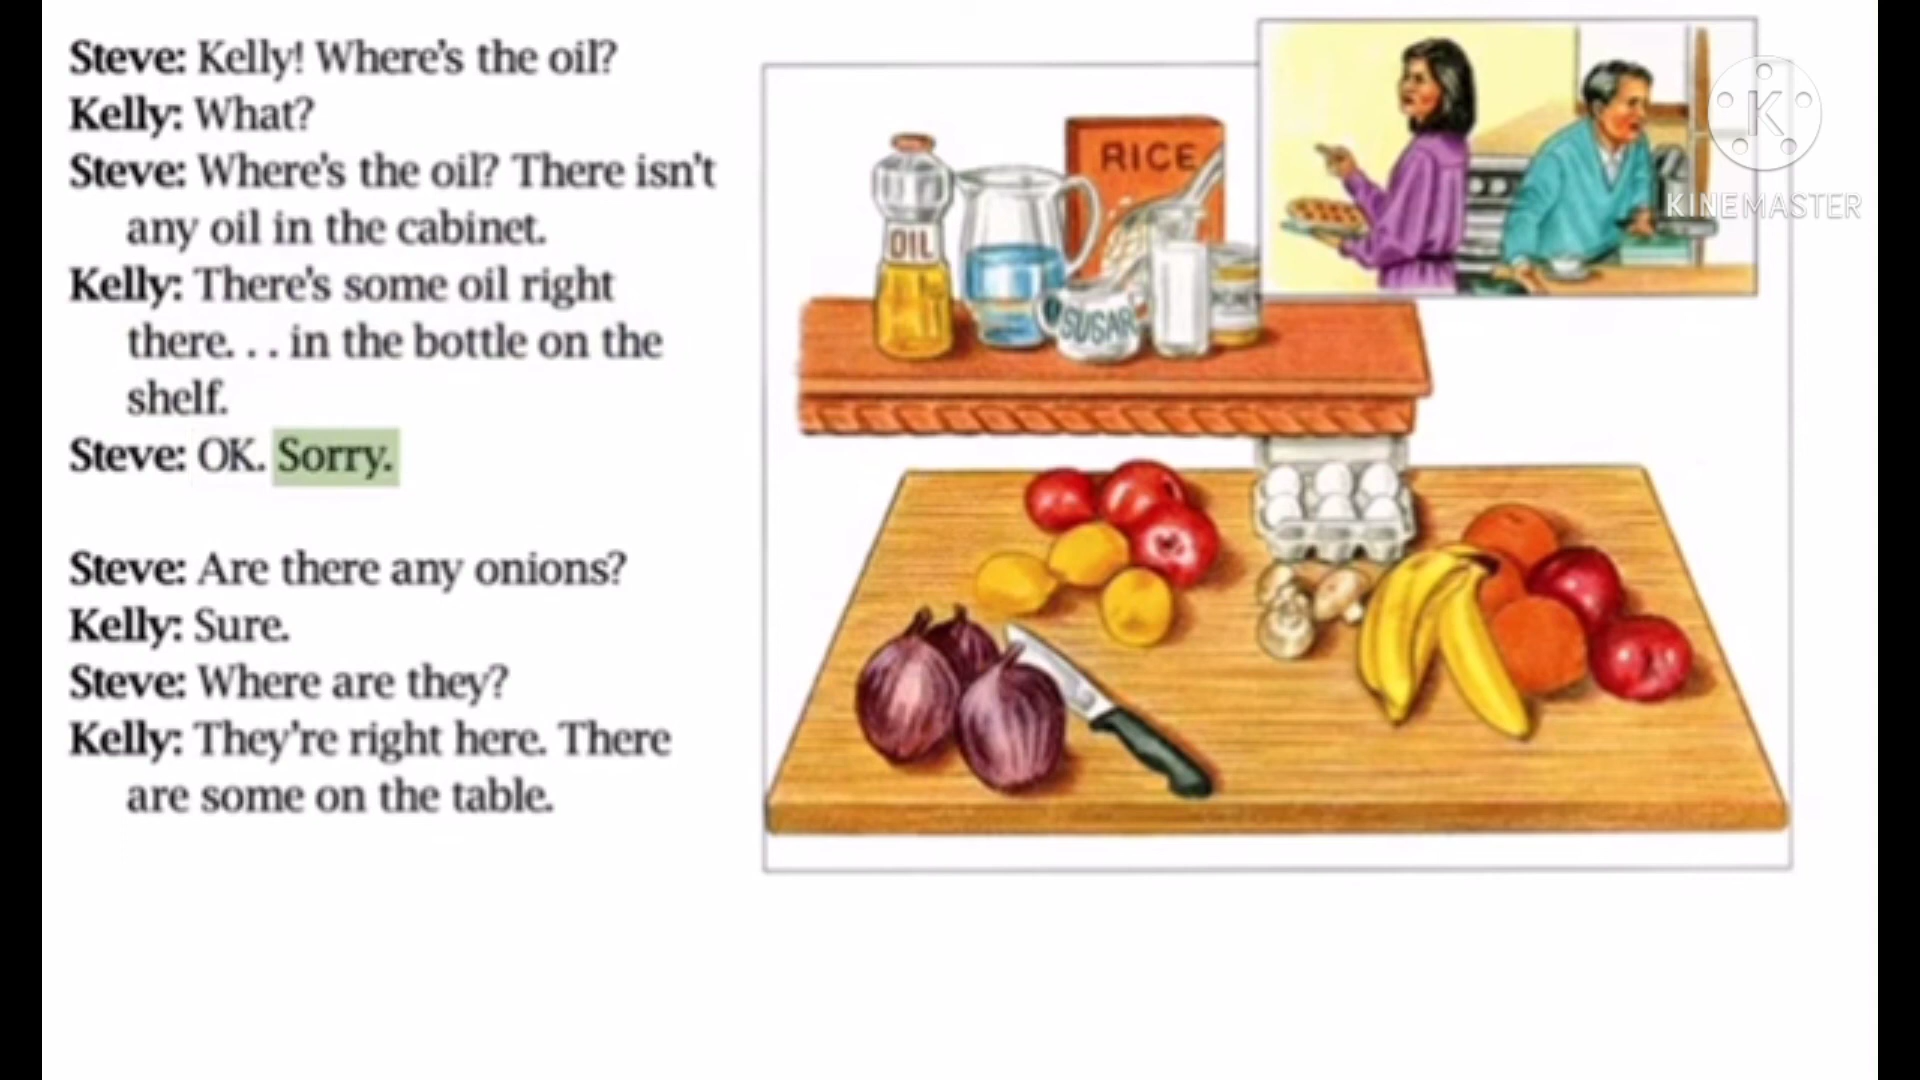 Steve: Kelly! Where's the oil?
Kelly: What?
Steve: Where's the oil? There isn't
any oil in the cabinet.
Kelly: There's some oil right
there. . . in the bottle on the
shelf.
Steve: OK. Sorry.
Steve: Are there any onions?
Kelly: Sure.
Steve: Where are they?
Kelly: They're right here. There
are some on the table.
RICE
OIL
SUGAR
HONEY
K
KINEMASTER